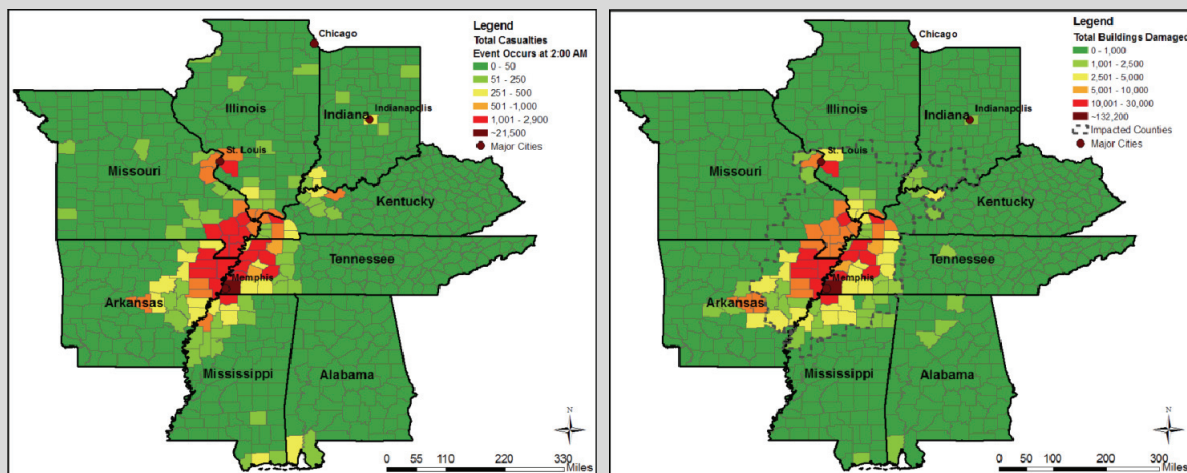 Legend
Total Casualties
Event Occurs at 2:00 AM
0 - 50
51 - 250
251 - 500
501 -1,000
1,001 - 2,900
~21,500
Major Cities
Chicago
Illinois
Indiana
Indianapolis
St. Louis
Missouri
Kentucky
Tennessee
Memphis
Arkansas
Mississippi
Alabama
N
0 55 110 220 330
Miles
Legend
Total Buildings Damaged
0 - 1,000
1,001 - 2,500
2,501 - 5,000
5,001 - 10,000
10,001 - 30,000
~132,200
Impacted Counties
Major Cities
Chicago
Illinois
Indiana
Indianapolis
St. Louis
Missouri
Kentucky
Tennessee
Memphis
Arkansas
Mississippi
Alabama
N
0 50 100 200 300
Miles